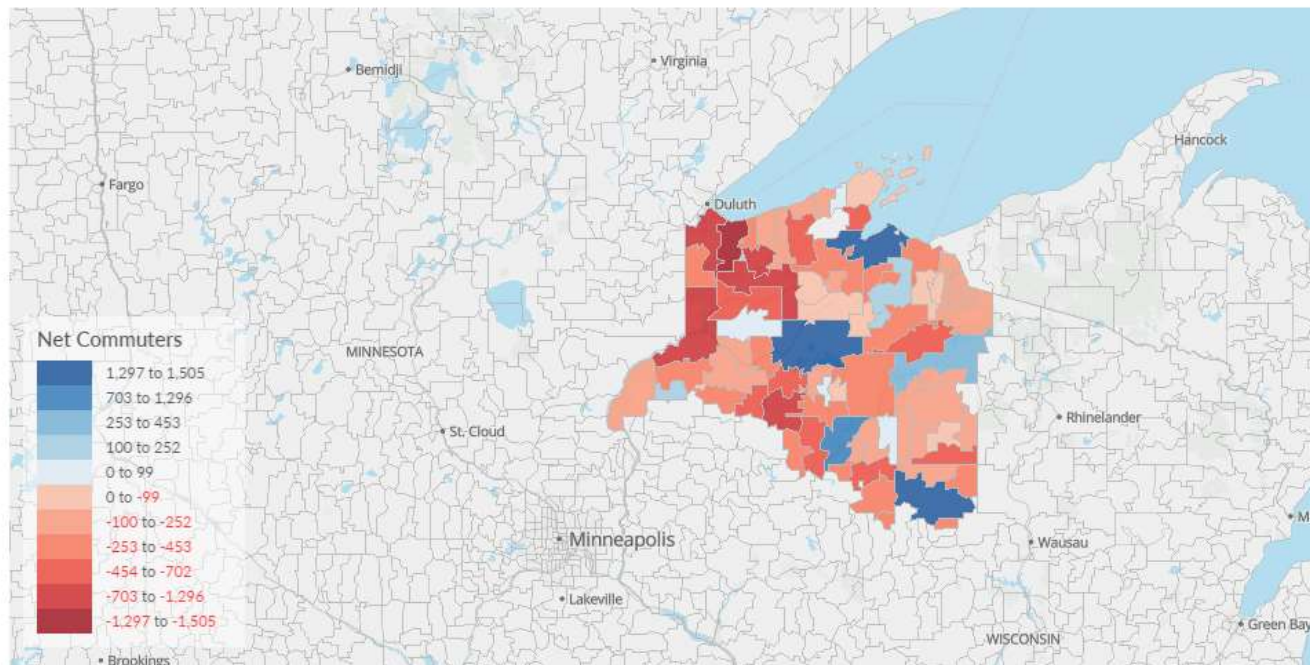 Bemidji
Virginia
Hancock
Fargo
Duluth
Net Commuters
1,297 to 1,505
703 to 1,296
253 to 453
100 to 252
0 to 99
0 to -99
-100 to -252
-253 to -453
-454 to -702
-703 to -1,296
-1,297 to -1,505
MINNESOTA
St. Cloud
Rhinelander
Minneapolis
Wausau
M
Lakeville
Green Bay
WISCONSIN
Brookings